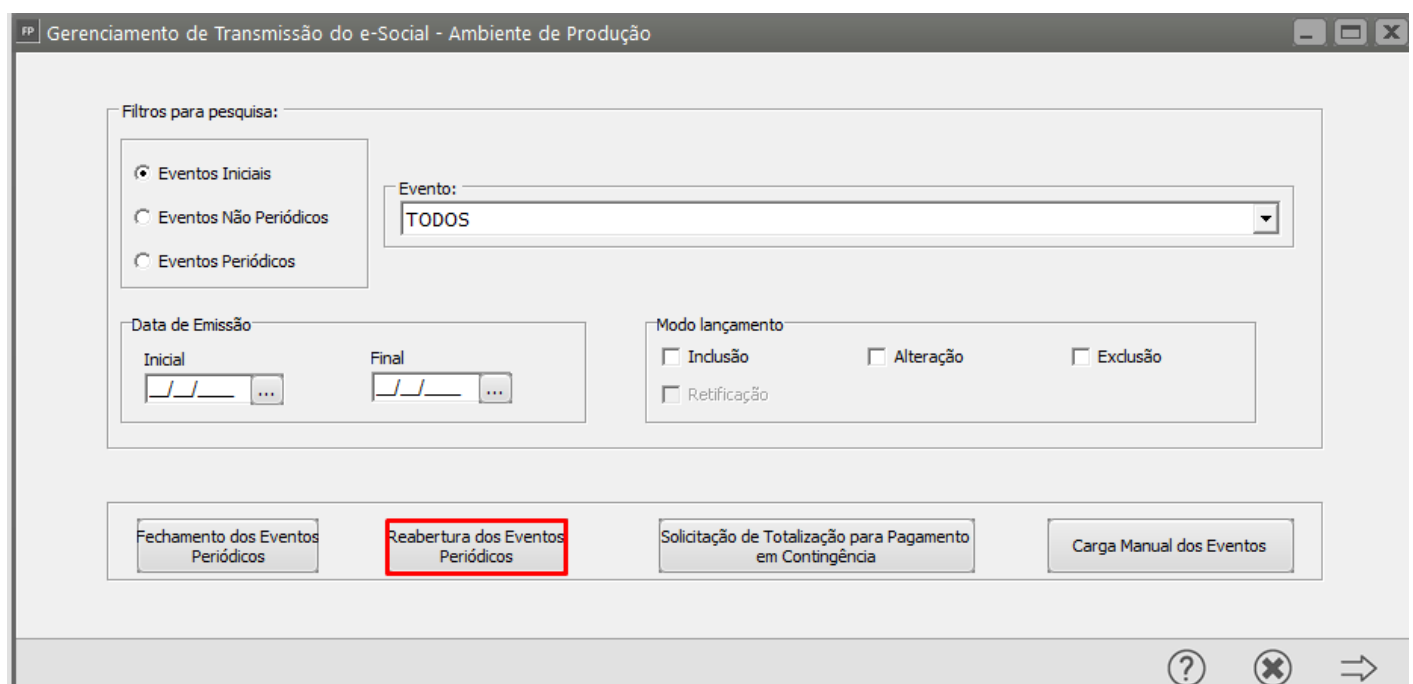 FP Gerenciamento de Transmissão do e-Social - Ambiente de Produção
Filtros para pesquisa:
Eventos Iniciais
Eventos Não Periódicos
Eventos Periódicos
Evento:
TODOS
Data de Emissão
Inicial Final
__/__/____ ... __/__/____ ...
Modo lançamento
Inclusão Alteração Exclusão
Retificação
Fechamento dos Eventos
Periódicos
Reabertura dos Eventos
Periódicos
Solicitação de Totalização para Pagamento
em Contingência
Carga Manual dos Eventos
?